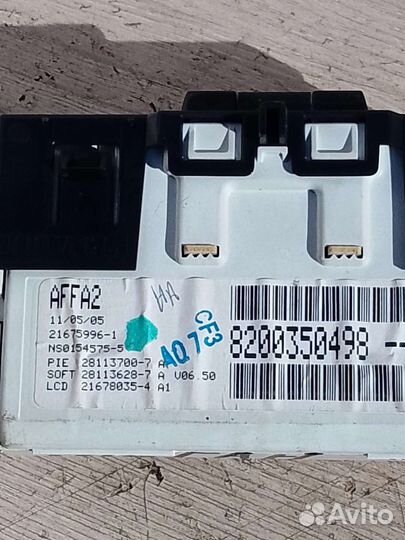 AFFA2
11/05/05
21675996-1
NS0154575-5
PIE 28113700-7 A
SOFT 28113628-7 A V06.50
LCD 21678035-4 A1
AA
CF3
AQ7
8200350498--
Avito